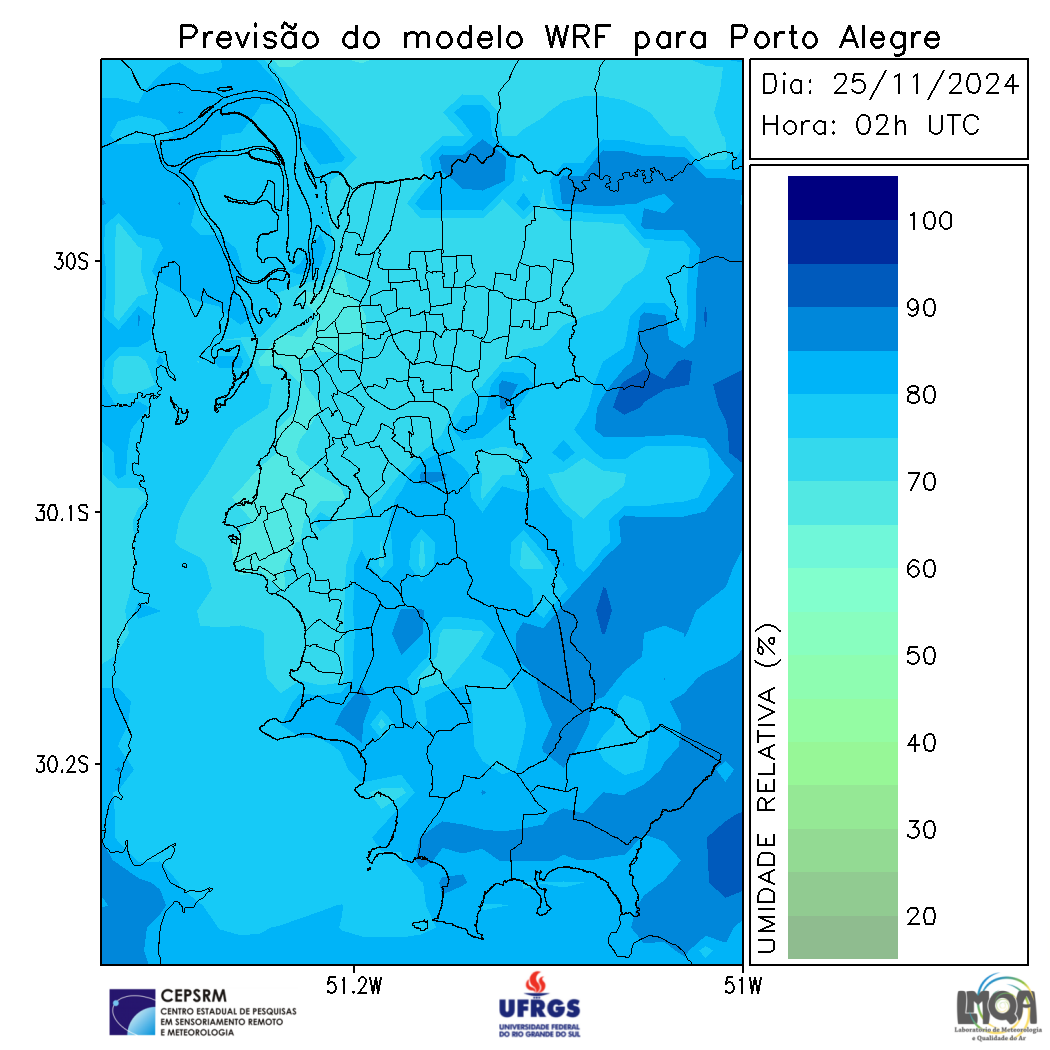 Previsão do modelo WRF para Porto Alegre
Dia: 25/11/2024
Hora: 02h UTC
30S
30.1S
30.2S
51.2W
51W
100
90
80
70
60
50
40
30
20
UMIDADE RELATIVA (%)
CEPSRM
CENTRO ESTADUAL DE PESQUISAS
EM SENSORIAMENTO REMOTO
E METEOROLOGIA
UFRGS
UNIVERSIDADE FEDERAL
DO RIO GRANDE DO SUL
LMQA
Laboratório de Meteorologia
e Qualidade do Ar